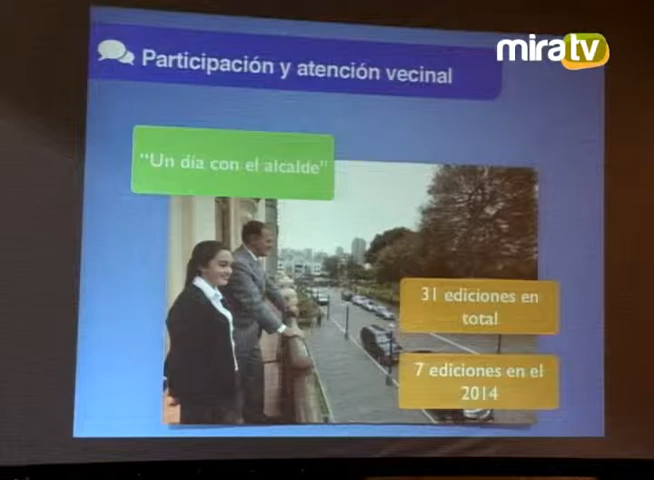 miratv
Participación y atención vecinal
"Un día con el alcalde"
31 ediciones en
total
7 ediciones en el
2014